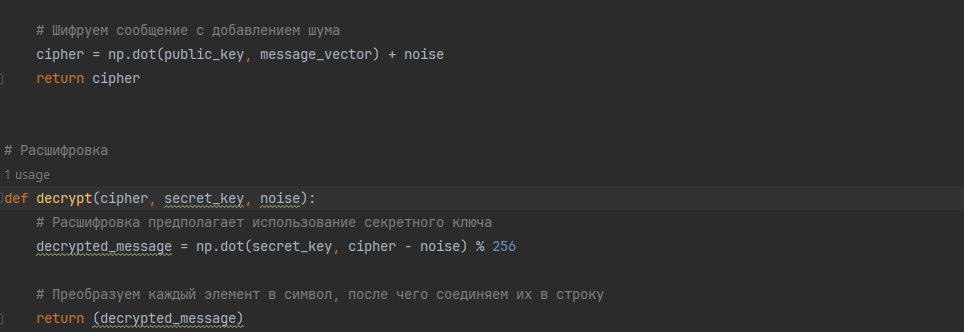 # Шифруем сообщение с добавлением шума
cipher = np.dot(public_key, message_vector) + noise
return cipher
# Расшифровка
1 usage
def decrypt(cipher, secret_key, noise):
# Расшифровка предполагает использование секретного ключа
decrypted_message = np.dot(secret_key, cipher - noise) % 256
# Преобразуем каждый элемент в символ, после чего соединяем их в строку
return (decrypted_message)